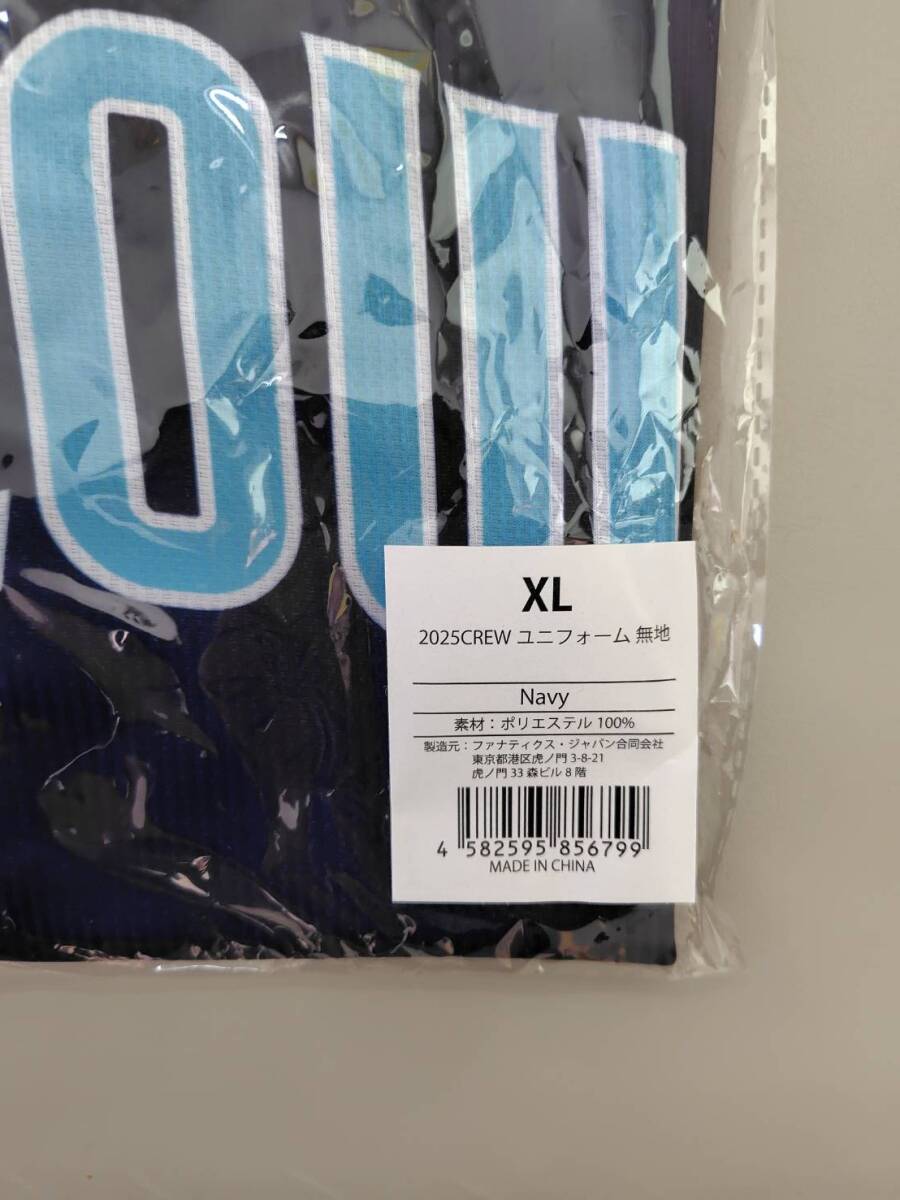 XL
2025CREW ユニフォーム 無地
Navy
素材：ポリエステル 100%
製造元：ファナティクス・ジャパン合同会社
東京都港区虎ノ門 3-8-21
虎ノ門 33 森ビル 8 階
4 582595 856799
MADE IN CHINA